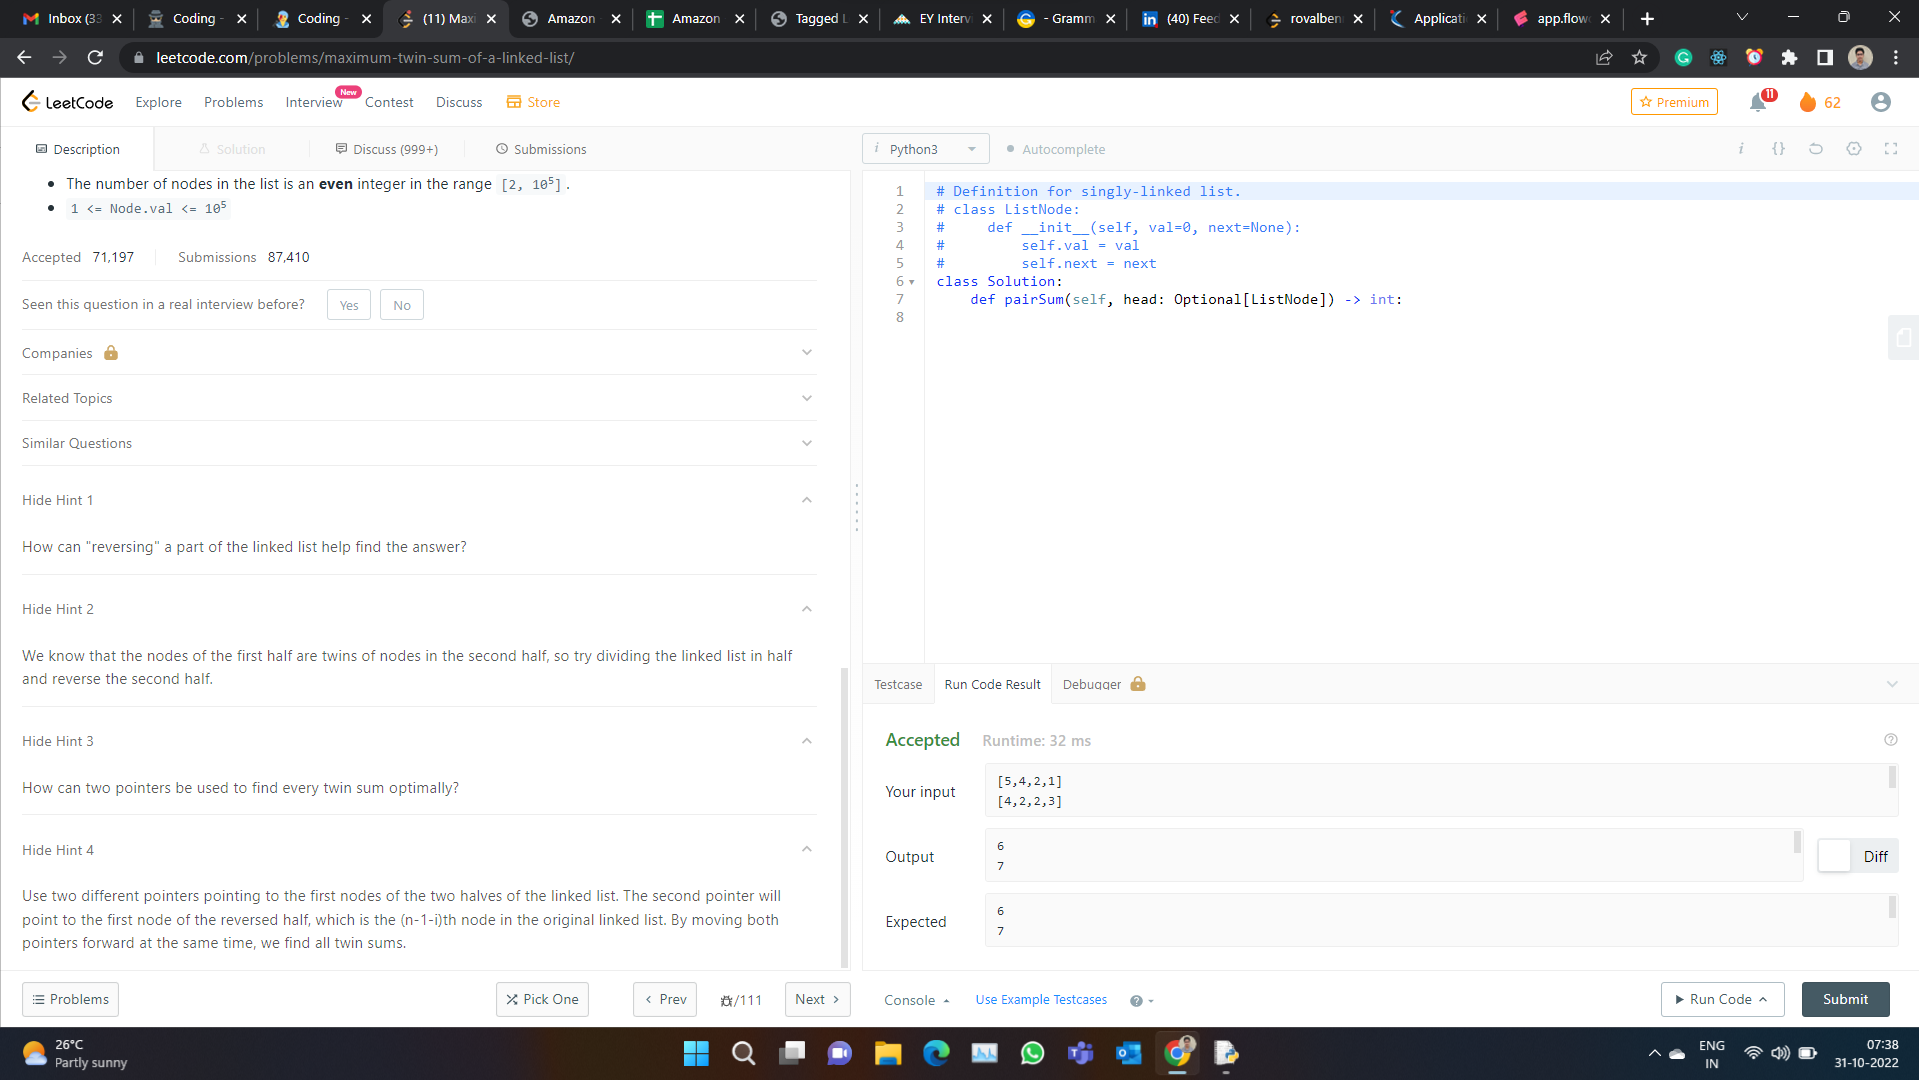 Inbox (33
Coding -
Coding -
(11) Maxi
Amazon
Amazon
Tagged L
EY Interv
- Gramm
(40) Feed
rovalben
Applicati
app.flow
leetcode.com/problems/maximum-twin-sum-of-a-linked-list/
LeetCode
Explore
Problems
Interview
New
Contest
Discuss
Store
Premium
11
62
Description
Solution
Discuss (999+)
Submissions
Python3
Autocomplete
The number of nodes in the list is an even integer in the range [2, 10⁵].
1 <= Node.val <= 10⁵
Accepted 71,197
Submissions 87,410
Seen this question in a real interview before?
Yes
No
Companies
Related Topics
Similar Questions
Hide Hint 1
How can "reversing" a part of the linked list help find the answer?
Hide Hint 2
We know that the nodes of the first half are twins of nodes in the second half, so try dividing the linked list in half
and reverse the second half.
Hide Hint 3
How can two pointers be used to find every twin sum optimally?
Hide Hint 4
Use two different pointers pointing to the first nodes of the two halves of the linked list. The second pointer will
point to the first node of the reversed half, which is the (n-1-i)th node in the original linked list. By moving both
pointers forward at the same time, we find all twin sums.
1 # Definition for singly-linked list.
2 # class ListNode:
3 #     def __init__(self, val=0, next=None):
4 #         self.val = val
5 #         self.next = next
6 class Solution:
7     def pairSum(self, head: Optional[ListNode]) -> int:
8
Testcase
Run Code Result
Debugger
Accepted
Runtime: 32 ms
Your input
[5,4,2,1]
[4,2,2,3]
Output
6
7
Diff
Expected
6
7
Problems
Pick One
Prev
/111
Next
Console
Use Example Testcases
Run Code
Submit
26°C
Partly sunny
ENG
IN
07:38
31-10-2022